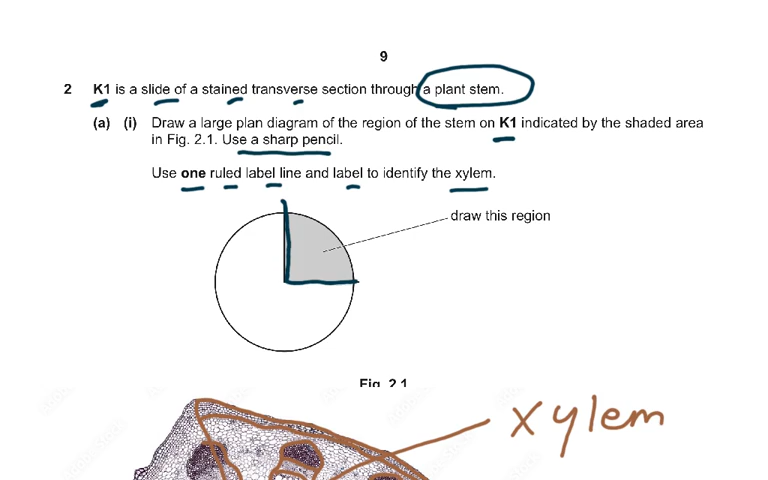 9
2 K1 is a slide of a stained transverse section through a plant stem.
(a) (i) Draw a large plan diagram of the region of the stem on K1 indicated by the shaded area
in Fig. 2.1. Use a sharp pencil.
Use one ruled label line and label to identify the xylem.
draw this region
Fig. 2.1
xylem